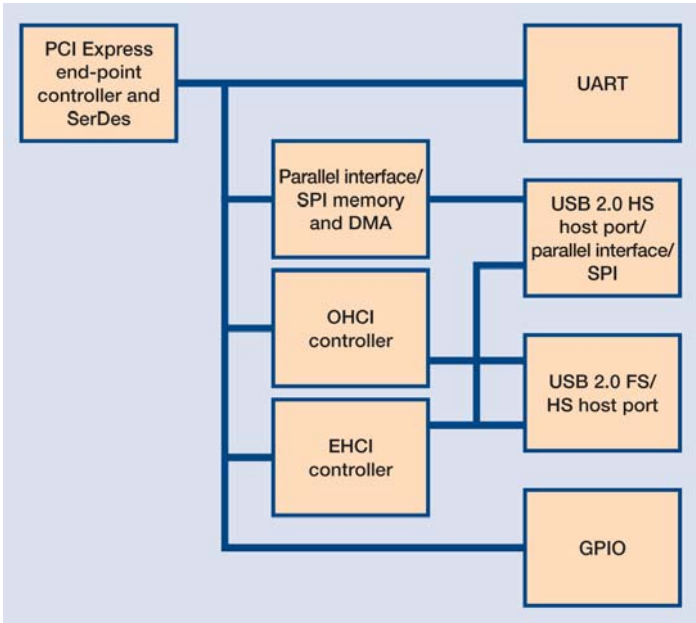 PCI Express
end-point
controller and
SerDes
UART
Parallel interface/
SPI memory
and DMA
USB 2.0 HS
host port/
parallel interface/
SPI
OHCI
controller
USB 2.0 FS/
HS host port
EHCI
controller
GPIO